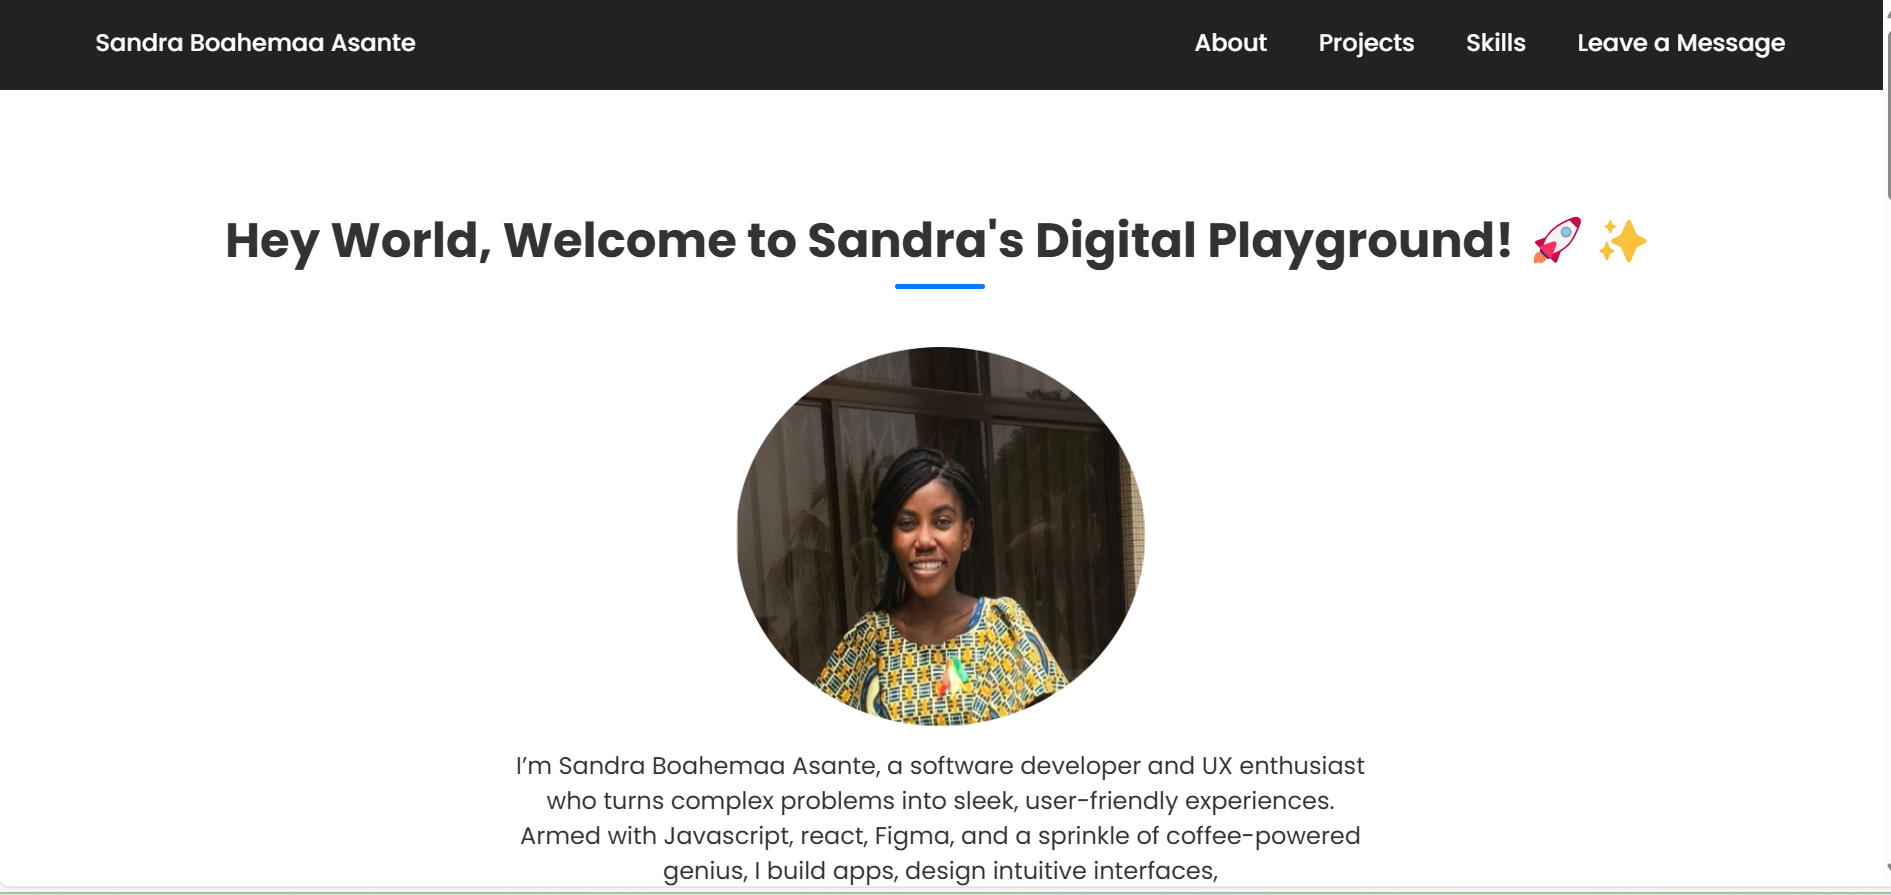 Sandra Boahemaa Asante
About Projects Skills Leave a Message
Hey World, Welcome to Sandra's Digital Playground! 🚀 ✨
I’m Sandra Boahemaa Asante, a software developer and UX enthusiast
who turns complex problems into sleek, user-friendly experiences.
Armed with Javascript, react, Figma, and a sprinkle of coffee-powered
genius, I build apps, design intuitive interfaces,